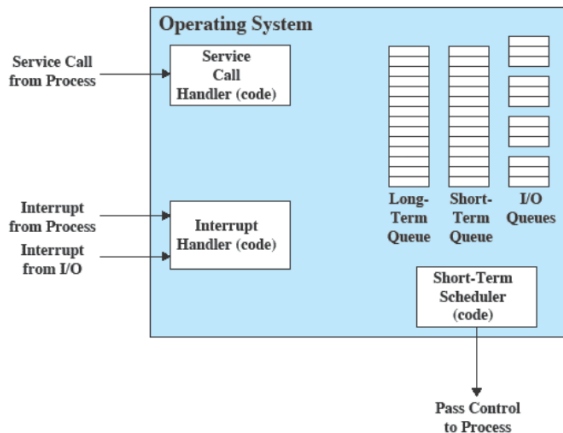 Operating System
Service Call
from Process
Service
Call
Handler (code)
Interrupt
from Process
Interrupt
from I/O
Interrupt
Handler (code)
Long-
Term
Queue
Short-
Term
Queue
I/O
Queues
Short-Term
Scheduler
(code)
Pass Control
to Process